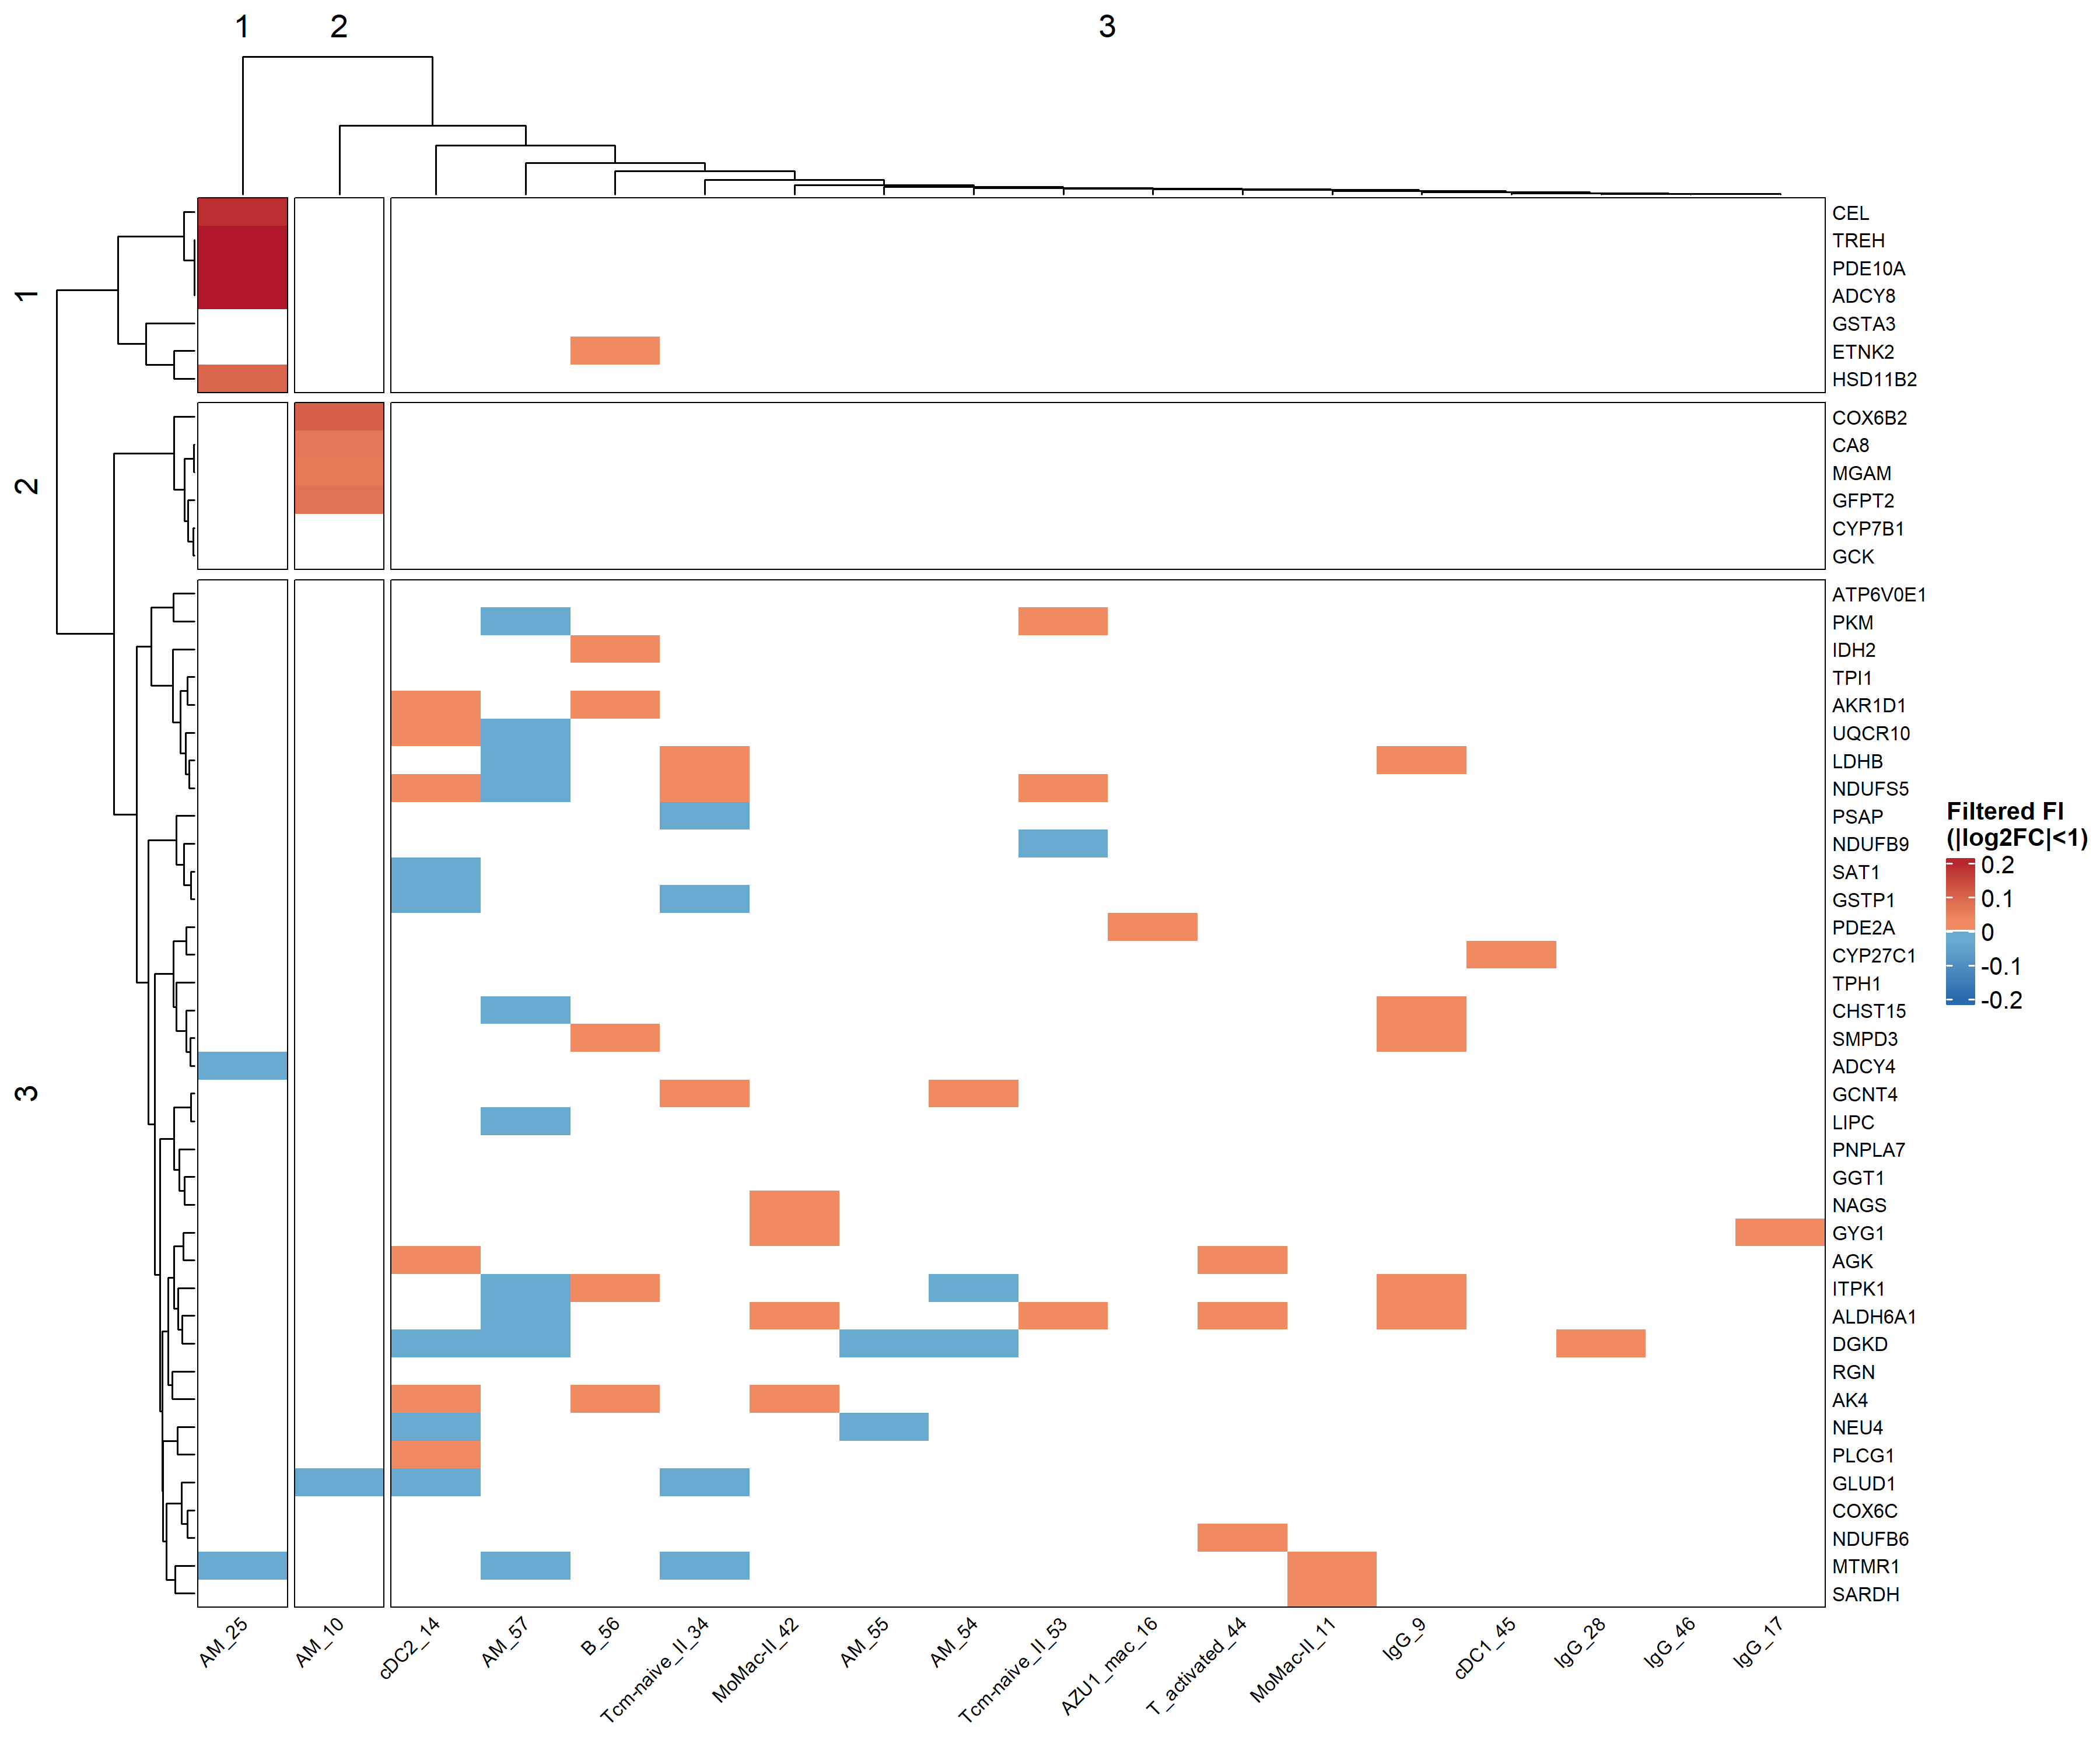 1
2
3
1
2
3
CEL
TREH
PDE10A
ADCY8
GSTA3
ETNK2
HSD11B2
COX6B2
CA8
MGAM
GFPT2
CYP7B1
GCK
ATP6V0E1
PKM
IDH2
TPI1
AKR1D1
UQCR10
LDHB
NDUFS5
PSAP
NDUFB9
SAT1
GSTP1
PDE2A
CYP27C1
TPH1
CHST15
SMPD3
ADCY4
GCNT4
LIPC
PNPLA7
GGT1
NAGS
GYG1
AGK
ITPK1
ALDH6A1
DGKD
RGN
AK4
NEU4
PLCG1
GLUD1
COX6C
NDUFB6
MTMR1
SARDH
Filtered FI
(|log2FC|<1)
0.2
0.1
0
-0.1
-0.2
AM_25
AM_10
cDC2_14
AM_57
B_56
Tcm-naive_II_34
MoMac-II_42
AM_55
AM_54
Tcm-naive_II_53
AZU1_mac_16
T_activated_44
MoMac-II_11
IgG_9
cDC1_45
IgG_28
IgG_46
IgG_17